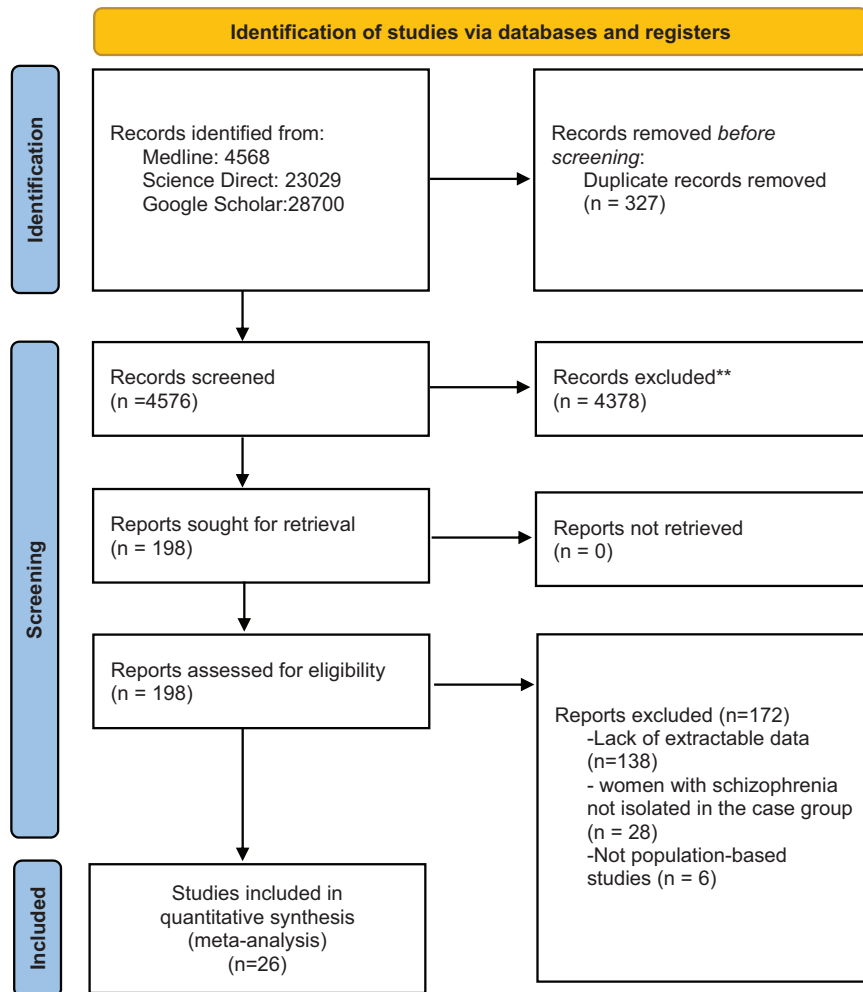 Identification of studies via databases and registers
Identification
Records identified from:
Medline: 4568
Science Direct: 23029
Google Scholar:28700
Records removed before
screening:
Duplicate records removed
(n = 327)
Screening
Records screened
(n =4576)
Records excluded**
(n = 4378)
Reports sought for retrieval
(n = 198)
Reports not retrieved
(n = 0)
Reports assessed for eligibility
(n = 198)
Reports excluded (n=172)
-Lack of extractable data
(n=138)
- women with schizophrenia
not isolated in the case group
(n = 28)
-Not population-based
studies (n = 6)
Included
Studies included in
quantitative synthesis
(meta-analysis)
(n=26)